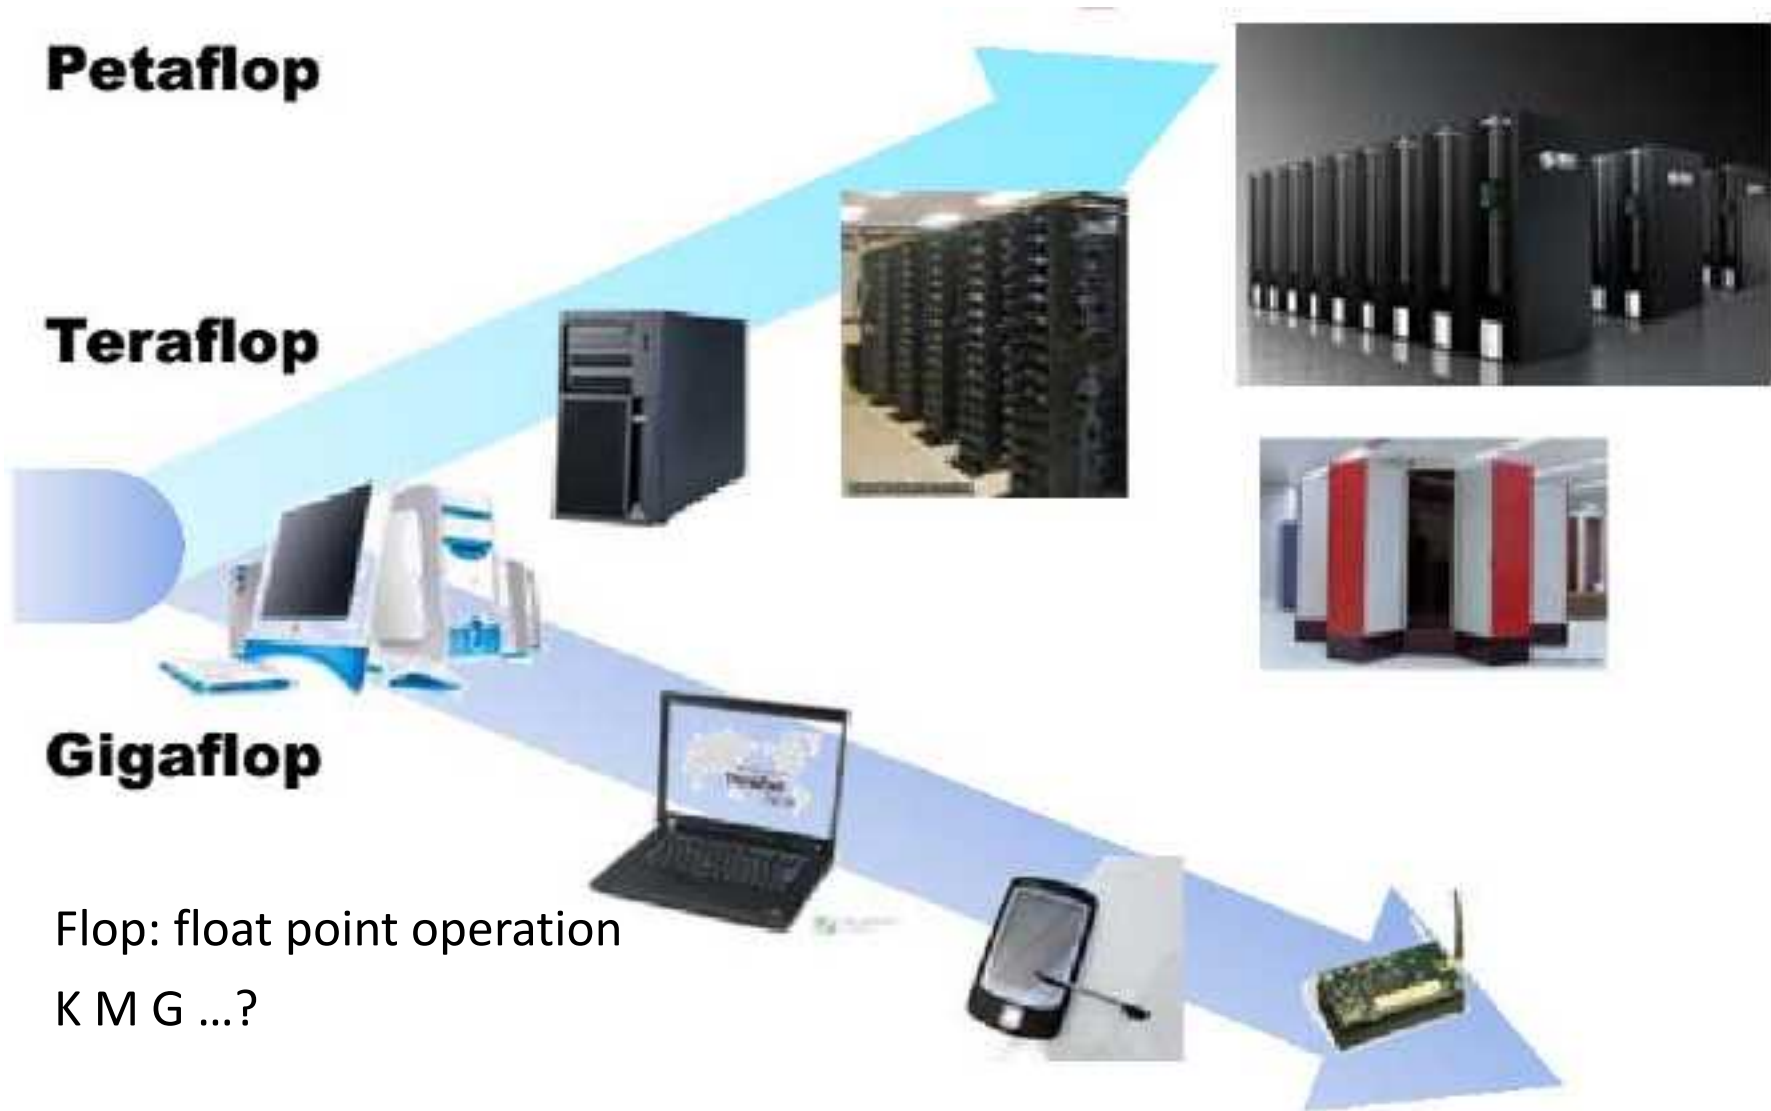 Petaflop
Teraflop
Gigaflop
Flop: float point operation
K M G ...?